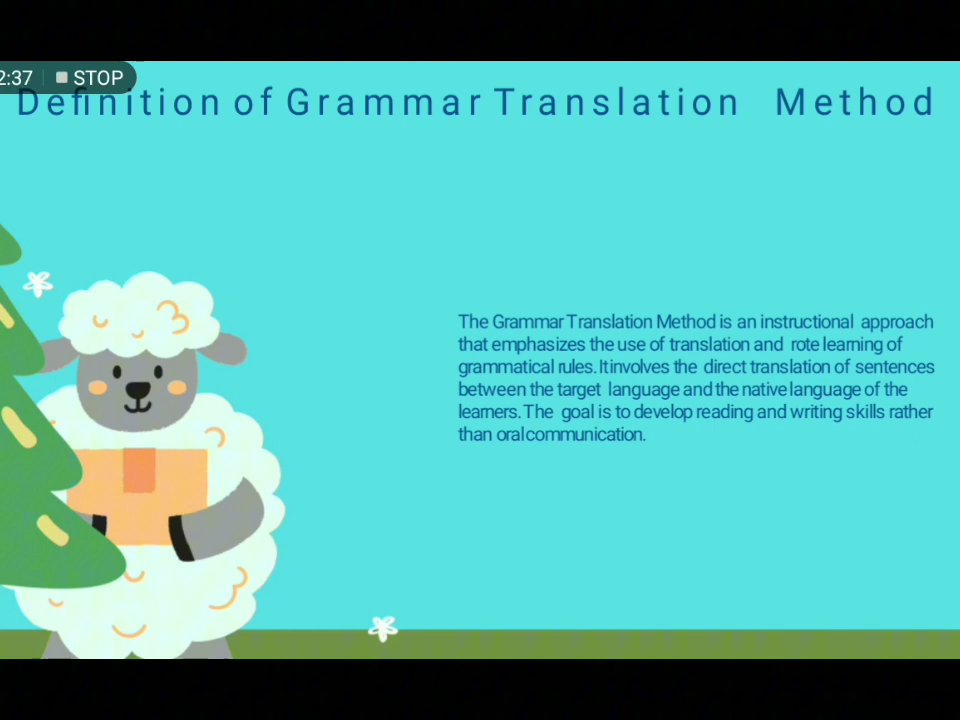 2:37 STOP
Definition of Grammar Translation Method
The Grammar Translation Method is an instructional approach
that emphasizes the use of translation and rote learning of
grammatical rules. It involves the direct translation of sentences
between the target language and the native language of the
learners. The goal is to develop reading and writing skills rather
than oral communication.